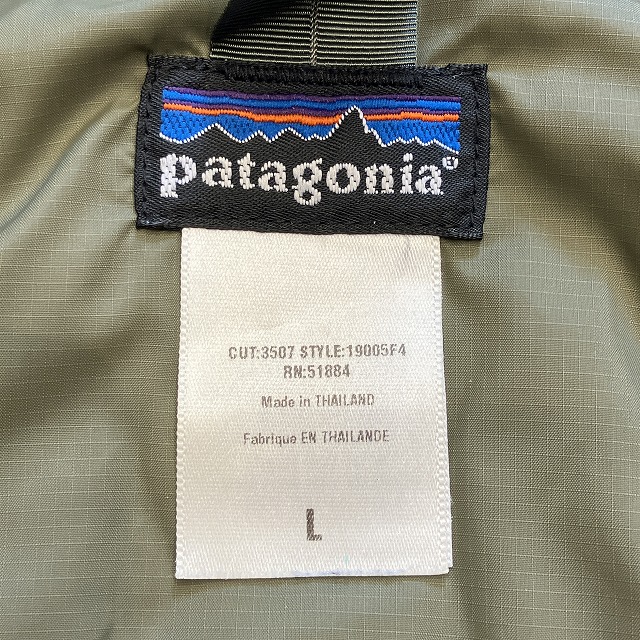 patagonia®
CUT:3507 STYLE:19005F4
RN:51884
Made in THAILAND
Fabrique EN THAILANDE
L